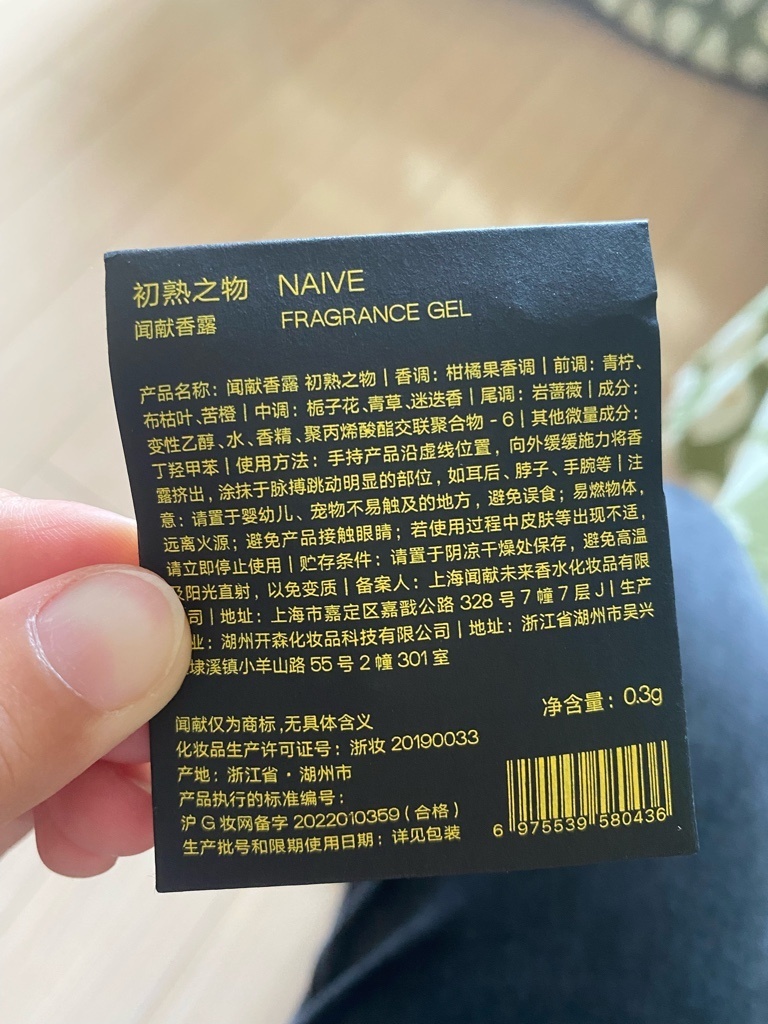 初熟之物 NAIVE
闻献香露 FRAGRANCE GEL
产品名称：闻献香露 初熟之物｜香调：柑橘果香调｜前调：青柠、
布枯叶、苦橙｜中调：栀子花、青草、迷迭香｜尾调：岩蔷薇｜成分：
变性乙醇、水、香精、聚丙烯酸酯交联聚合物 - 6｜其他微量成分：
丁羟甲苯｜使用方法：手持产品沿虚线位置，向外缓缓施力将香
露挤出，涂抹于脉搏跳动明显的部位，如耳后、脖子、手腕等｜注
意：请置于婴幼儿、宠物不易触及的地方，避免误食；易燃物体，
远离火源；避免产品接触眼睛；若使用过程中皮肤等出现不适，
请立即停止使用｜贮存条件：请置于阴凉干燥处保存，避免高温
及阳光直射，以免变质｜备案人：上海闻献未来香水化妆品有限
司｜地址：上海市嘉定区嘉戬公路 328 号 7 幢 7 层 J｜生产
业：湖州开森化妆品科技有限公司｜地址：浙江省湖州市吴兴
埭溪镇小羊山路 55 号 2 幢 301 室
净含量：0.3g
闻献仅为商标，无具体含义
化妆品生产许可证号：浙妆 20190033
产地：浙江省·湖州市
产品执行的标准编号：
沪 G 妆网备字 2022010359（合格）
生产批号和限期使用日期：详见包装
6 975539 580436